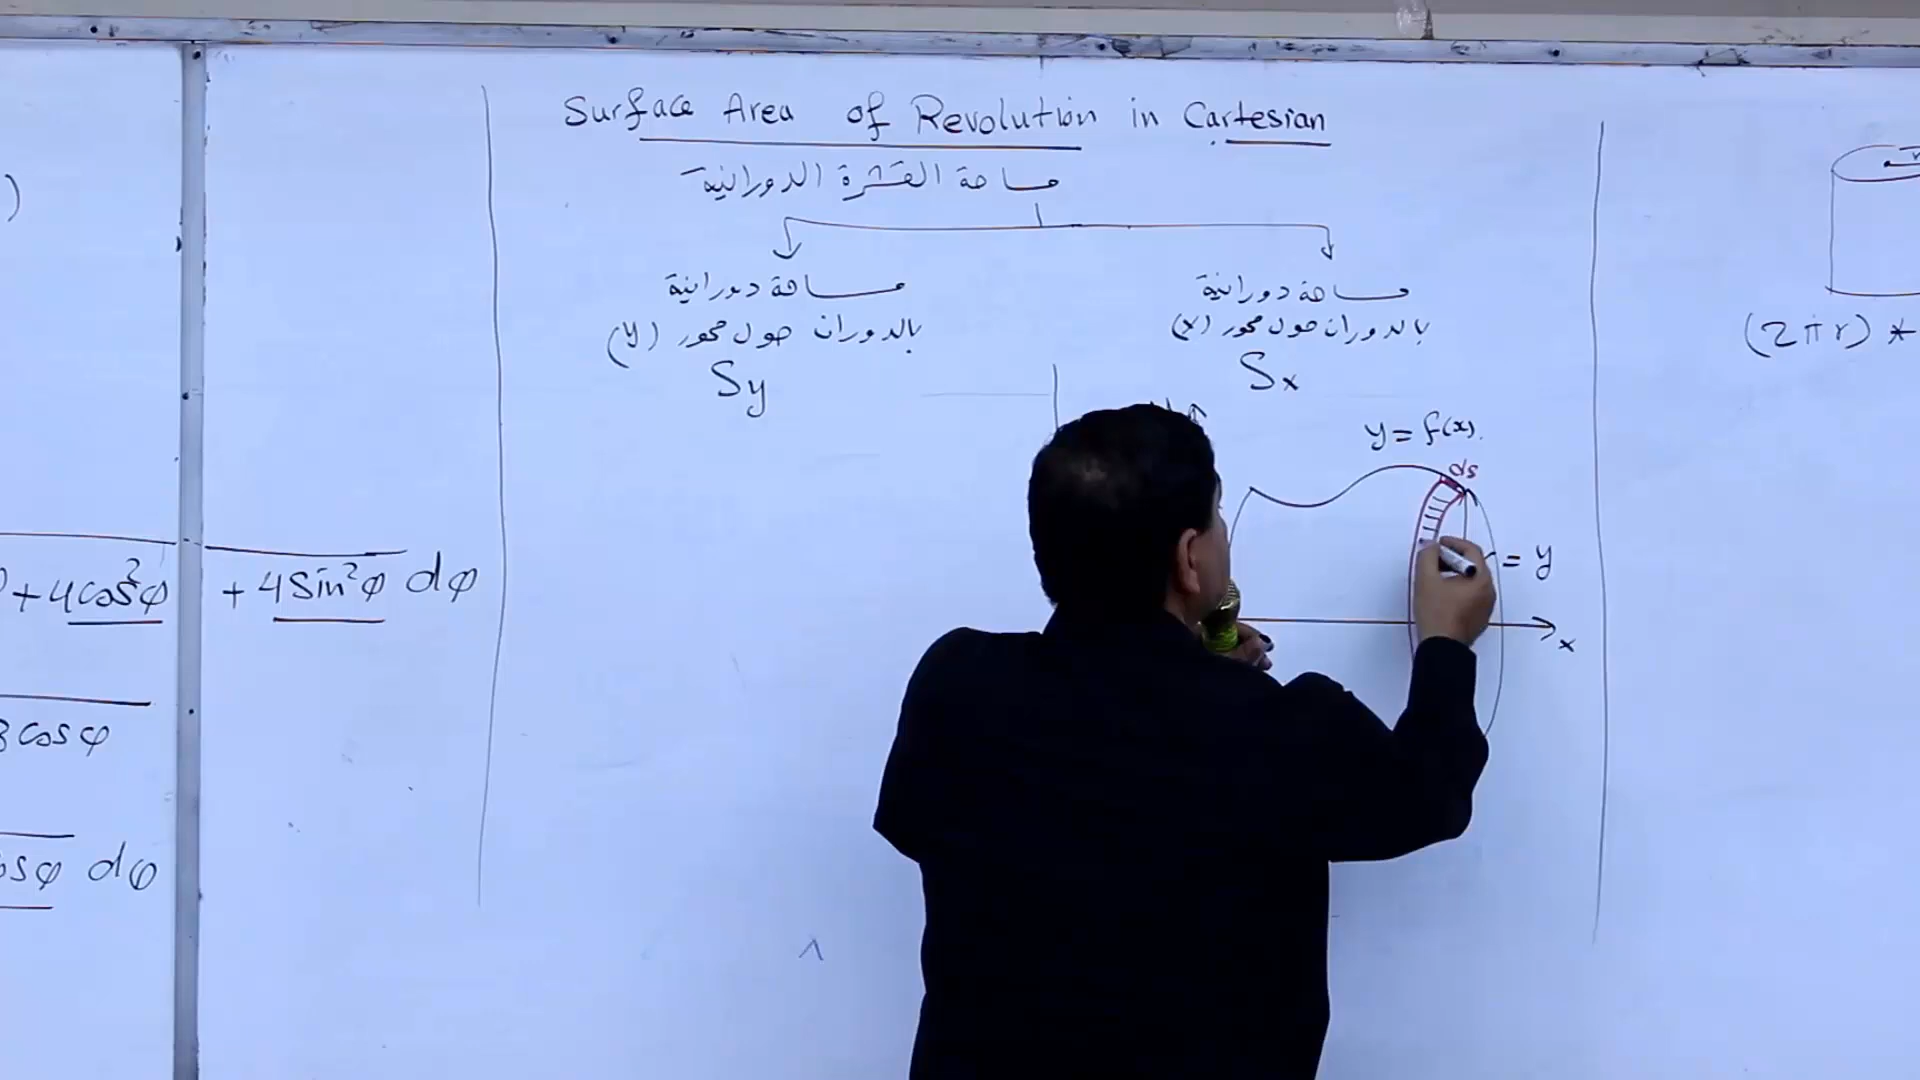 Surface Area of Revolution in Cartesian
مساحة القشرة الدورانية
مساحة دورانية
بالدوران حول محور (x)
Sx
مساحة دورانية
بالدوران حول محور (y)
Sy
y = f(x).
ds
= y
x
(2πr) *
)
+4cos²φ + 4Sin²φ dφ
cosφ
osφ dφ